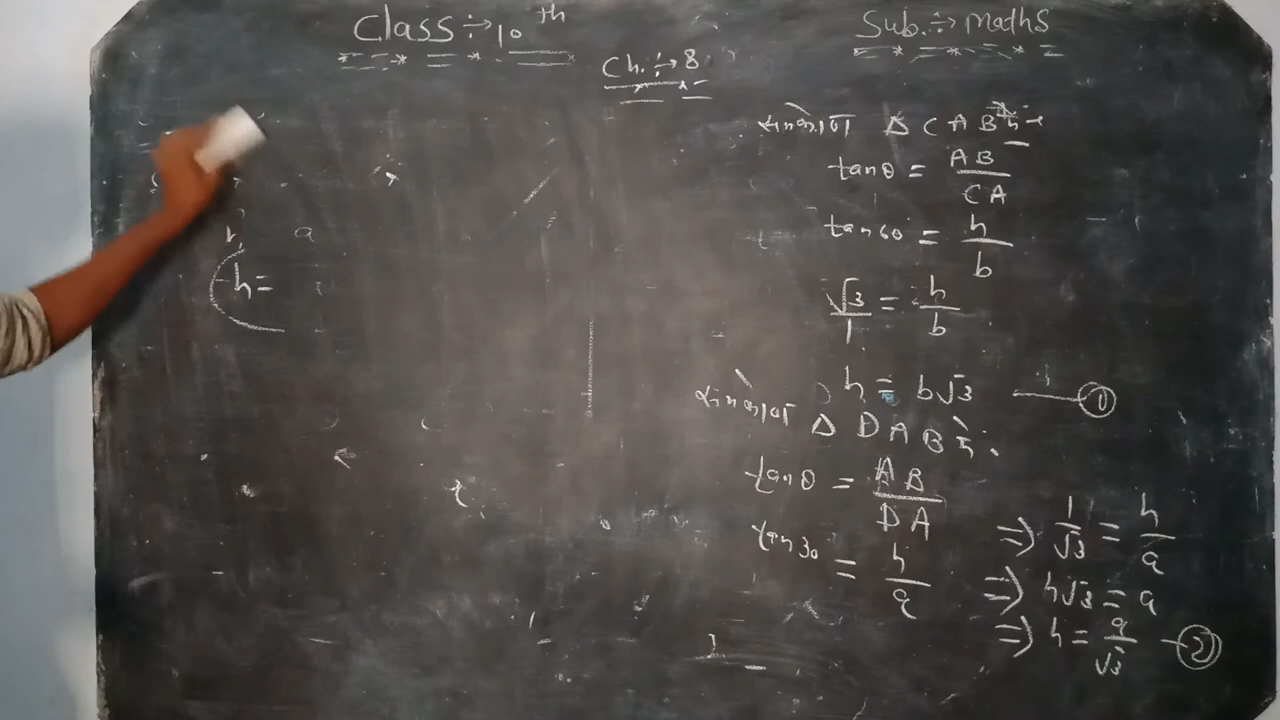 Class ÷→ 10th
Sub. ÷→ Maths
Ch. ÷→ 8
h =
a
समकोण Δ CAB में →
tanθ = AB/CA
tan60 = h/b
√3/1 = h/b
h = b√3 — ①
समकोण Δ DAB में.
tanθ = AB/DA
tan30 = h/a
⇒ 1/√3 = h/a
⇒ h√3 = a
⇒ h = a/√3 — ②